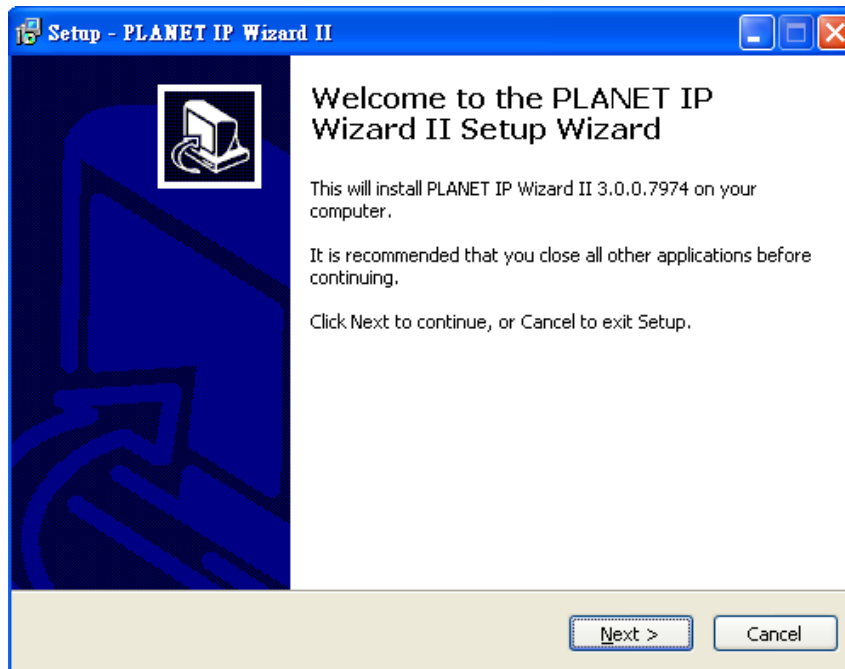 Setup - PLANET IP Wizard II
Welcome to the PLANET IP
Wizard II Setup Wizard
This will install PLANET IP Wizard II 3.0.0.7974 on your
computer.
It is recommended that you close all other applications before
continuing.
Click Next to continue, or Cancel to exit Setup.
Next >
Cancel